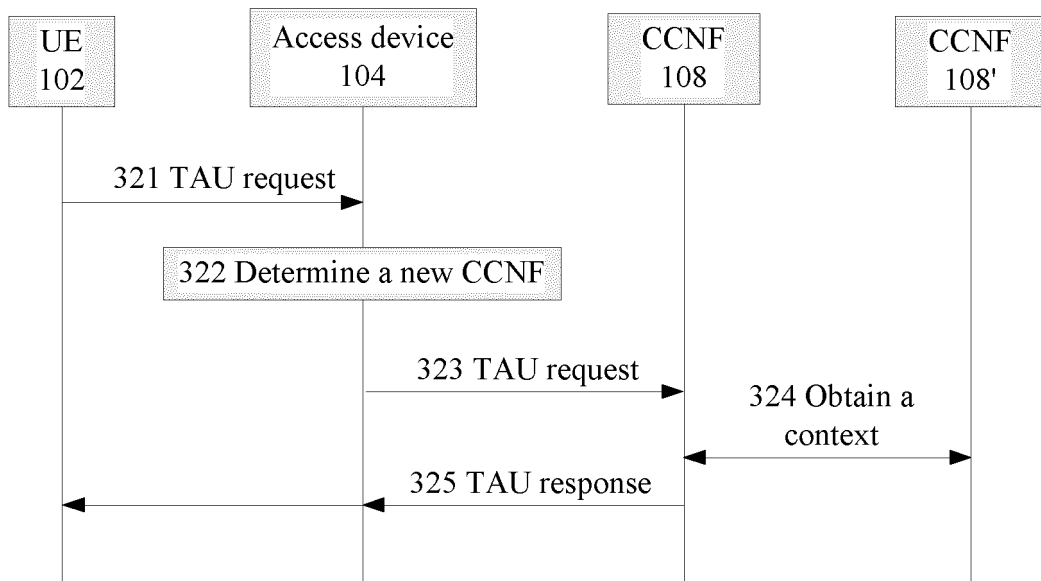 UE
102
Access device
104
CCNF
108
CCNF
108'
321 TAU request
322 Determine a new CCNF
323 TAU request
324 Obtain a
context
325 TAU response